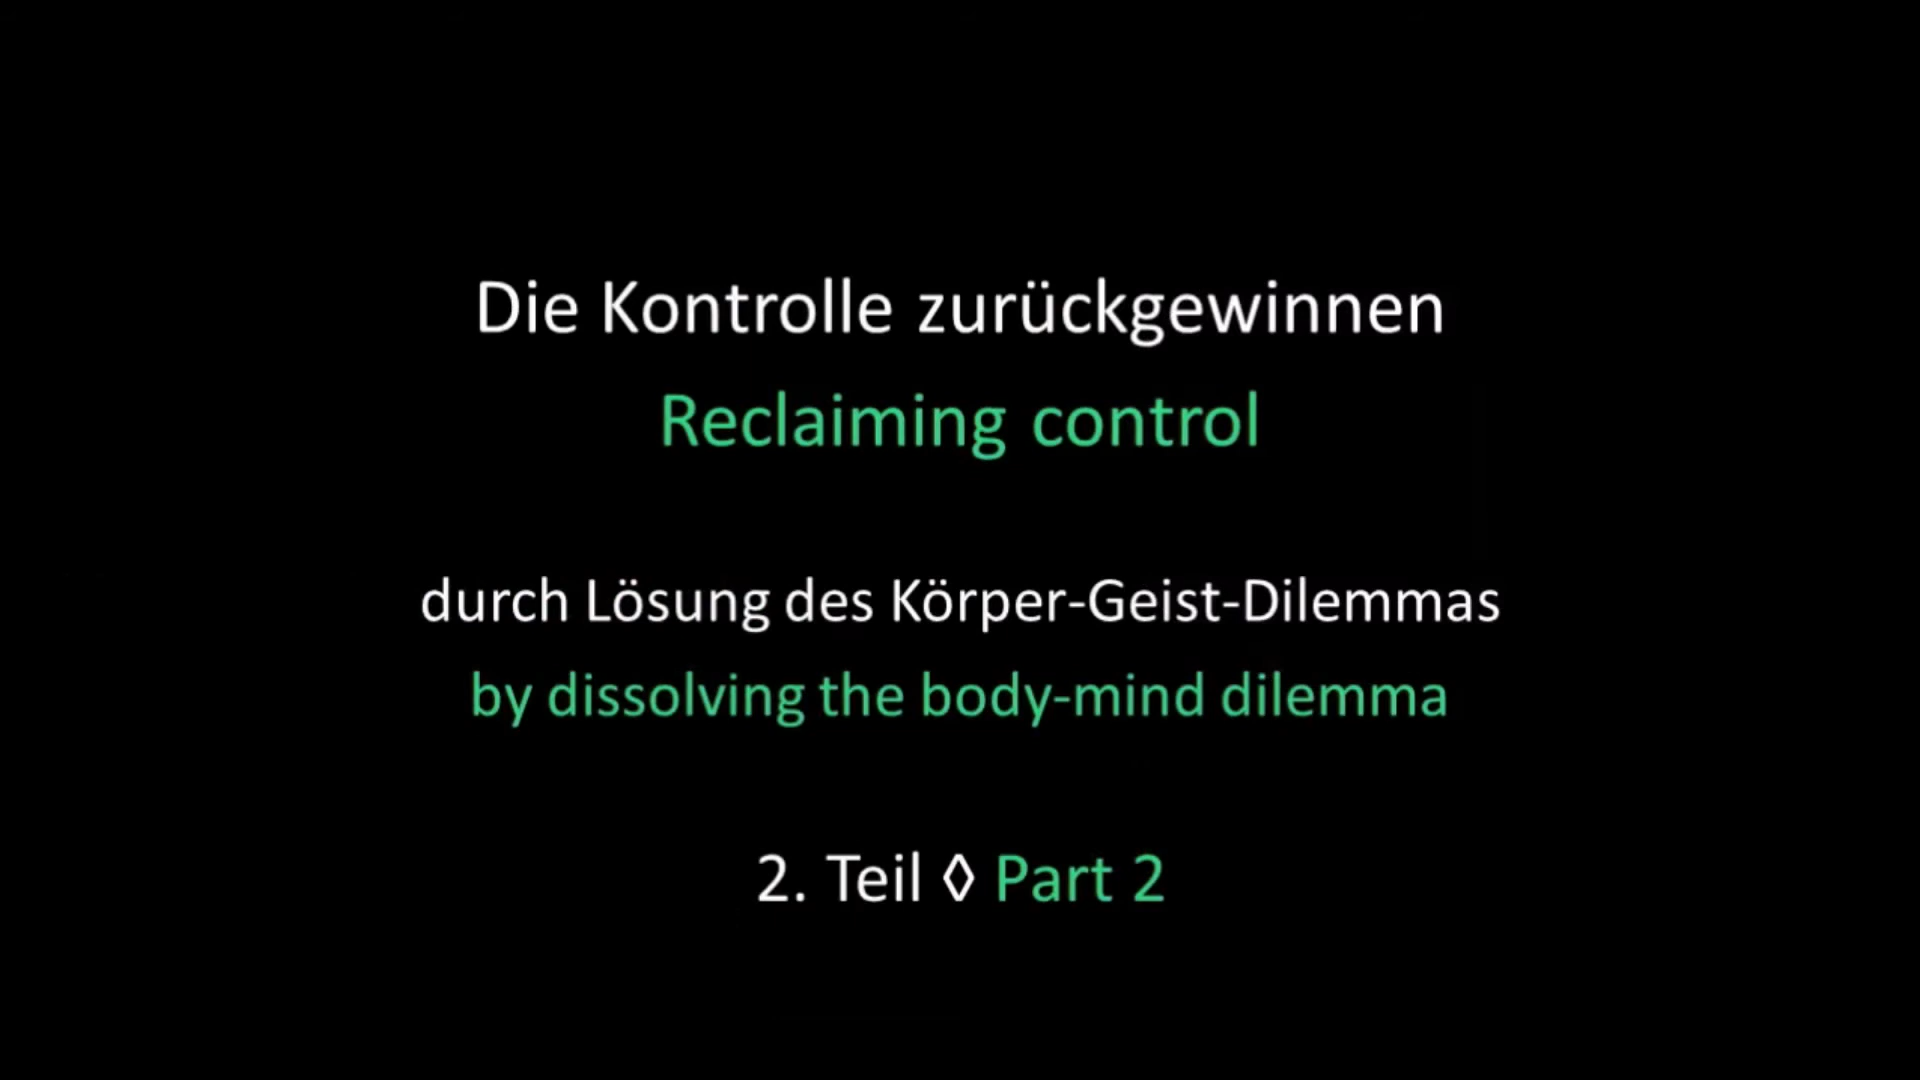 Die Kontrolle zurückgewinnen
Reclaiming control
durch Lösung des Körper-Geist-Dilemmas
by dissolving the body-mind dilemma
2. Teil ◊ Part 2